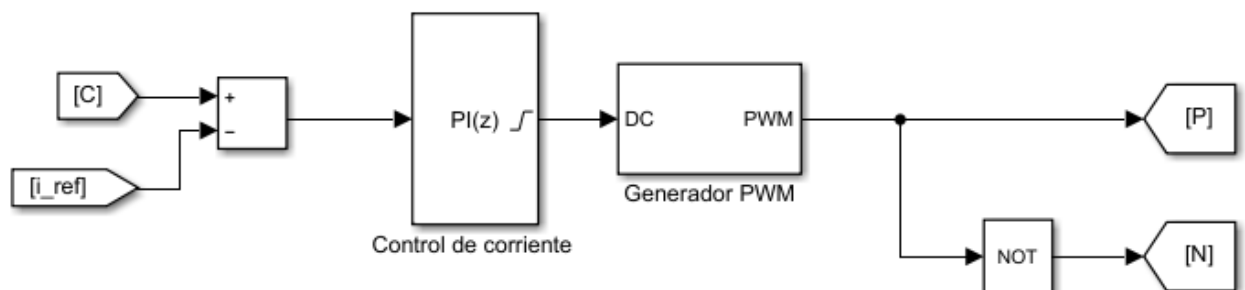 [C]
+
−
[i_ref]
PI(z)
Control de corriente
DC
PWM
Generador PWM
[P]
NOT
[N]